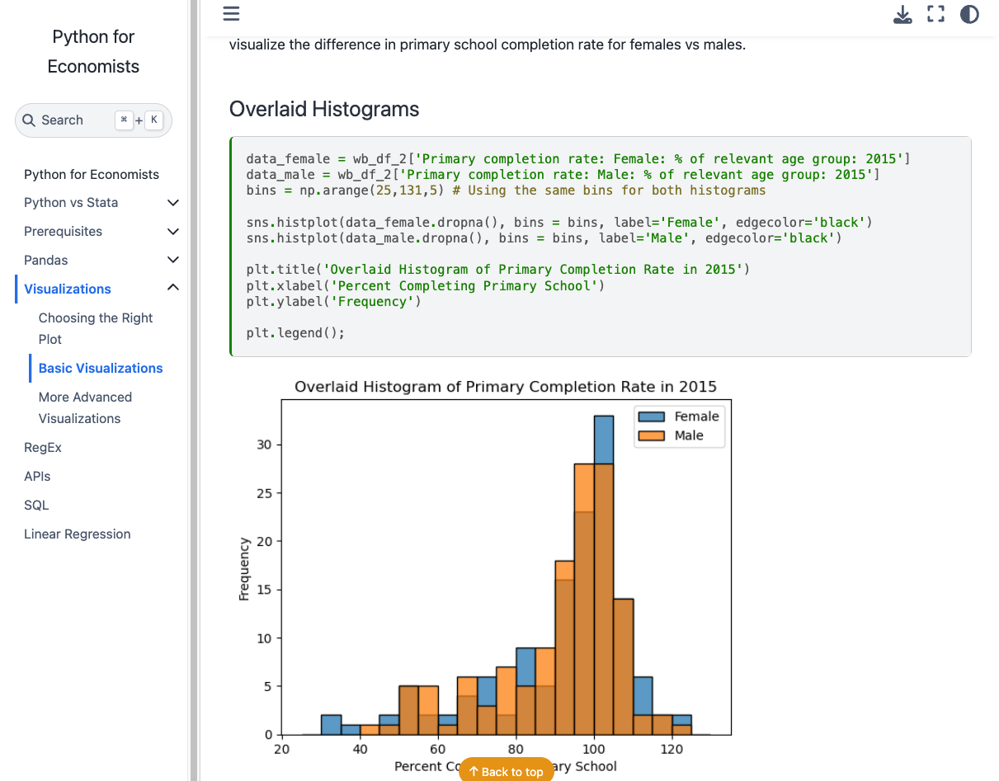 Python for
Economists
Search
⌘ + K
Python for Economists
Python vs Stata
Prerequisites
Pandas
Visualizations
Choosing the Right
Plot
Basic Visualizations
More Advanced
Visualizations
RegEx
APIs
SQL
Linear Regression
visualize the difference in primary school completion rate for females vs males.
Overlaid Histograms
data_female = wb_df_2['Primary completion rate: Female: % of relevant age group: 2015']
data_male = wb_df_2['Primary completion rate: Male: % of relevant age group: 2015']
bins = np.arange(25,131,5) # Using the same bins for both histograms
sns.histplot(data_female.dropna(), bins = bins, label='Female', edgecolor='black')
sns.histplot(data_male.dropna(), bins = bins, label='Male', edgecolor='black')
plt.title('Overlaid Histogram of Primary Completion Rate in 2015')
plt.xlabel('Percent Completing Primary School')
plt.ylabel('Frequency')
plt.legend();
Overlaid Histogram of Primary Completion Rate in 2015
Female
Male
Frequency
30
25
20
15
10
5
0
20 40 60 80 100 120
Percent Co ary School
Back to top